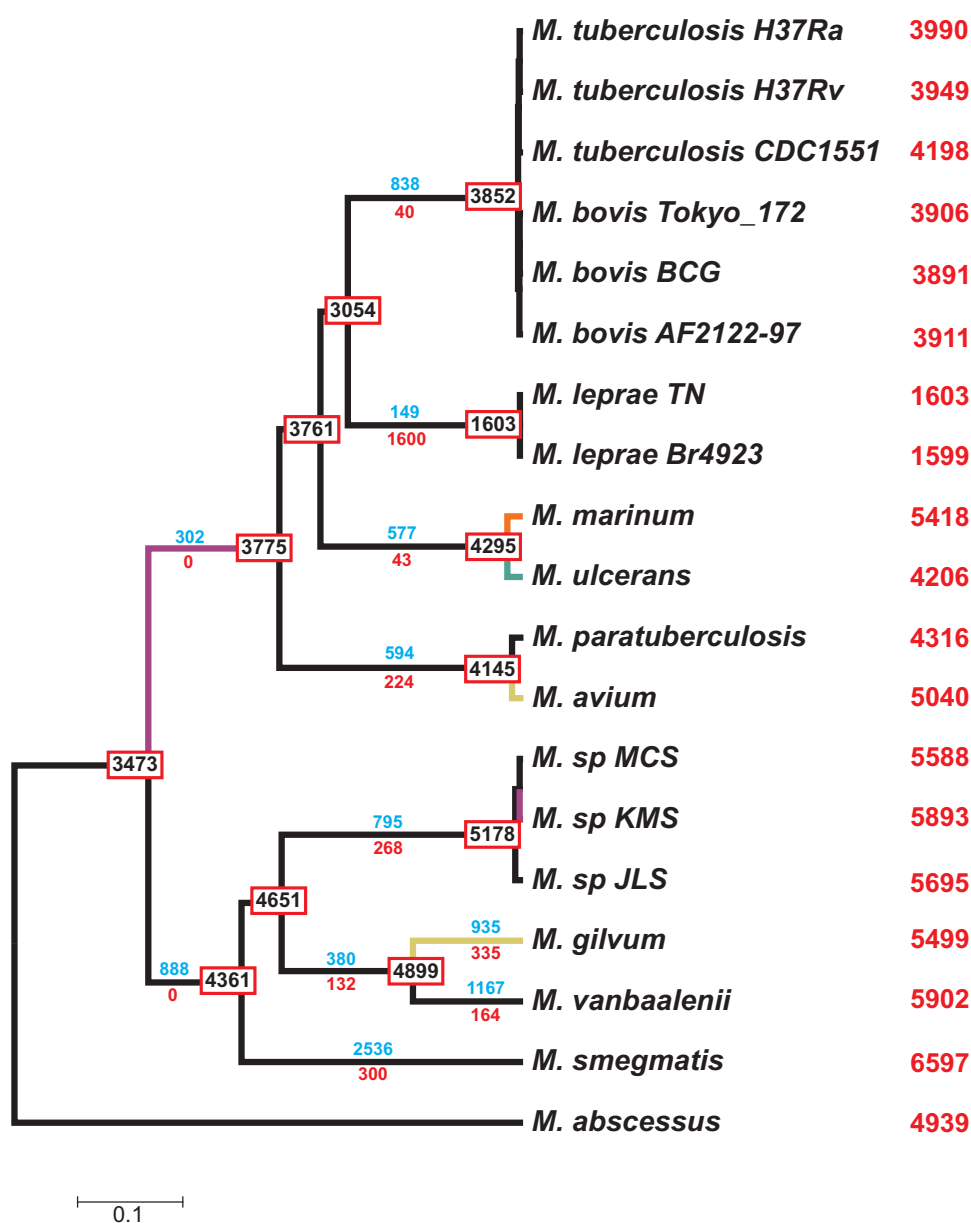 M. tuberculosis H37Ra 3990
M. tuberculosis H37Rv 3949
M. tuberculosis CDC1551 4198
838
3852
40
M. bovis Tokyo_172 3906
M. bovis BCG 3891
3054
M. bovis AF2122-97 3911
M. leprae TN 1603
149
3761
1603
1600
M. leprae Br4923 1599
M. marinum 5418
302
577
3775
4295
0
43
M. ulcerans 4206
M. paratuberculosis 4316
594
4145
224
M. avium 5040
M. sp MCS 5588
3473
M. sp KMS 5893
795
5178
268
M. sp JLS 5695
4651
935
M. gilvum 5499
335
380
4899
132
888
4361
0
1167
M. vanbaalenii 5902
164
2536
M. smegmatis 6597
300
M. abscessus 4939
0.1